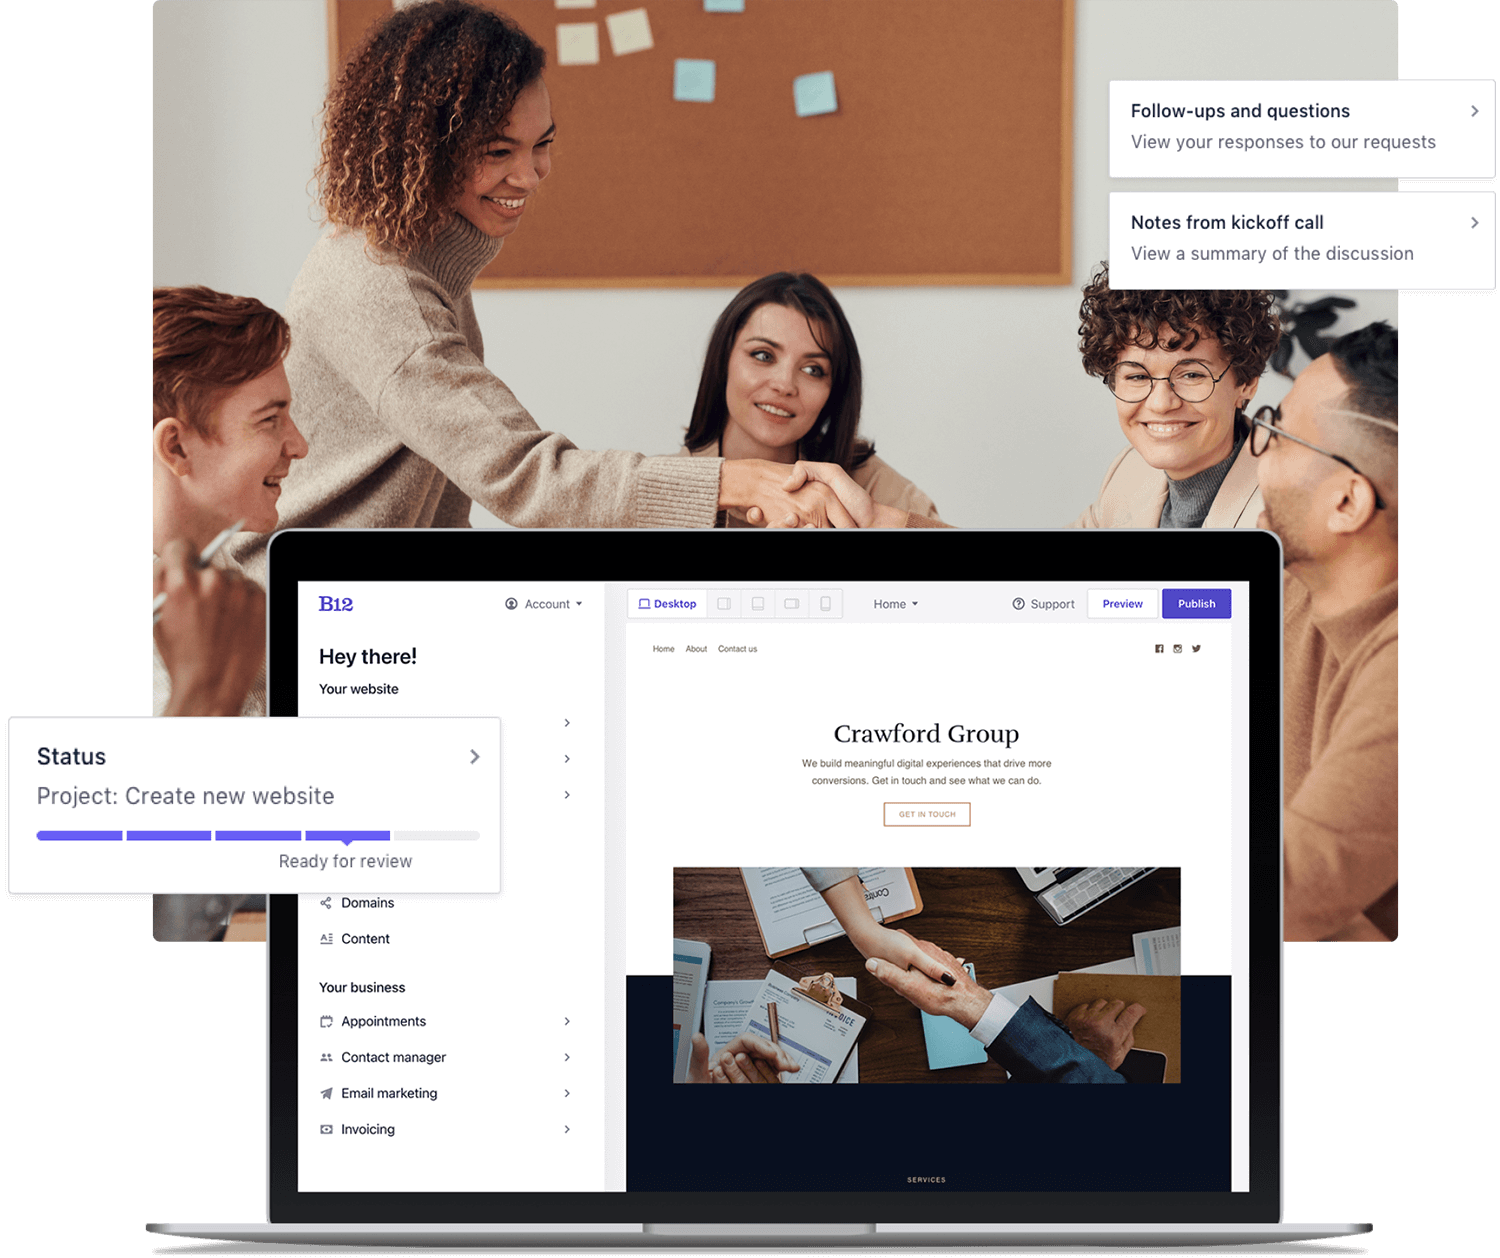 Follow-ups and questions
View your responses to our requests
Notes from kickoff call
View a summary of the discussion
B12
Account
Desktop
Home
Support
Preview
Publish
Hey there!
Your website
Home About Contact us
Status
Project: Create new website
Ready for review
Crawford Group
We build meaningful digital experiences that drive more
conversions. Get in touch and see what we can do.
GET IN TOUCH
Domains
Content
Your business
Appointments
Contact manager
Email marketing
Invoicing
SERVICES